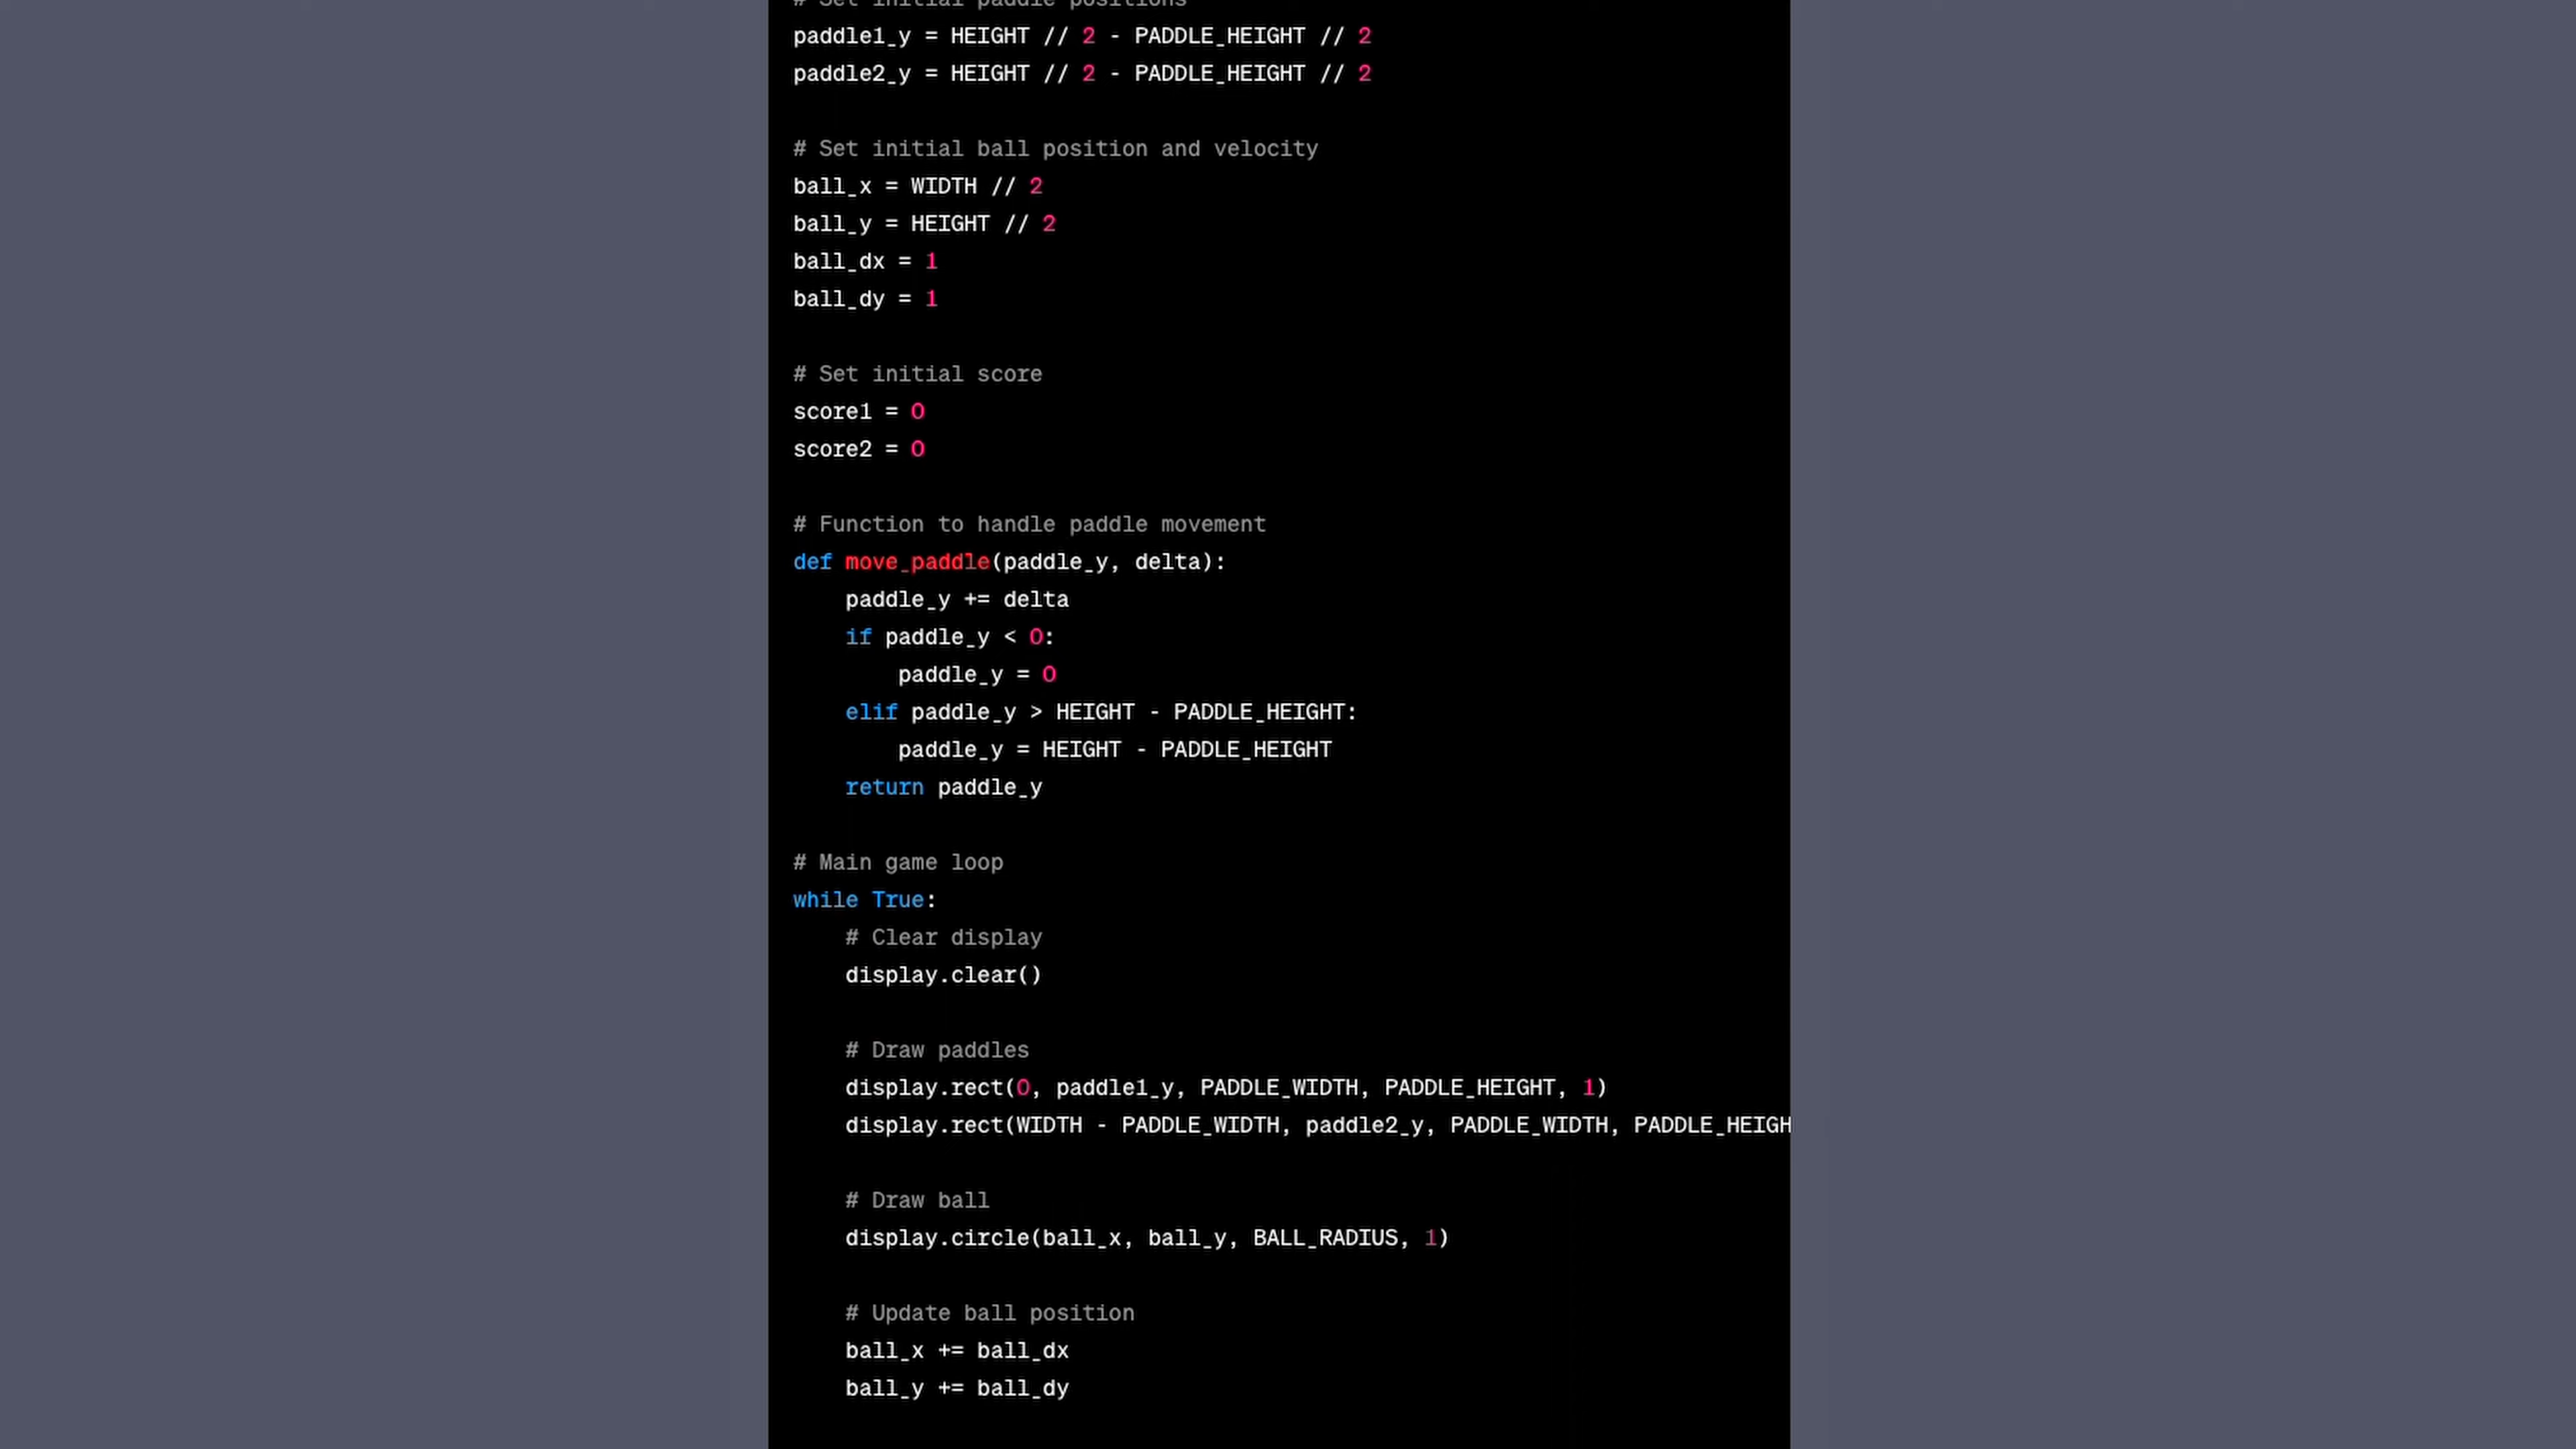 # Set initial paddle positions
paddle1_y = HEIGHT // 2 - PADDLE_HEIGHT // 2
paddle2_y = HEIGHT // 2 - PADDLE_HEIGHT // 2
# Set initial ball position and velocity
ball_x = WIDTH // 2
ball_y = HEIGHT // 2
ball_dx = 1
ball_dy = 1
# Set initial score
score1 = 0
score2 = 0
# Function to handle paddle movement
def move_paddle(paddle_y, delta):
    paddle_y += delta
    if paddle_y < 0:
        paddle_y = 0
    elif paddle_y > HEIGHT - PADDLE_HEIGHT:
        paddle_y = HEIGHT - PADDLE_HEIGHT
    return paddle_y
# Main game loop
while True:
    # Clear display
    display.clear()
    # Draw paddles
    display.rect(0, paddle1_y, PADDLE_WIDTH, PADDLE_HEIGHT, 1)
    display.rect(WIDTH - PADDLE_WIDTH, paddle2_y, PADDLE_WIDTH, PADDLE_HEIGH
    # Draw ball
    display.circle(ball_x, ball_y, BALL_RADIUS, 1)
    # Update ball position
    ball_x += ball_dx
    ball_y += ball_dy